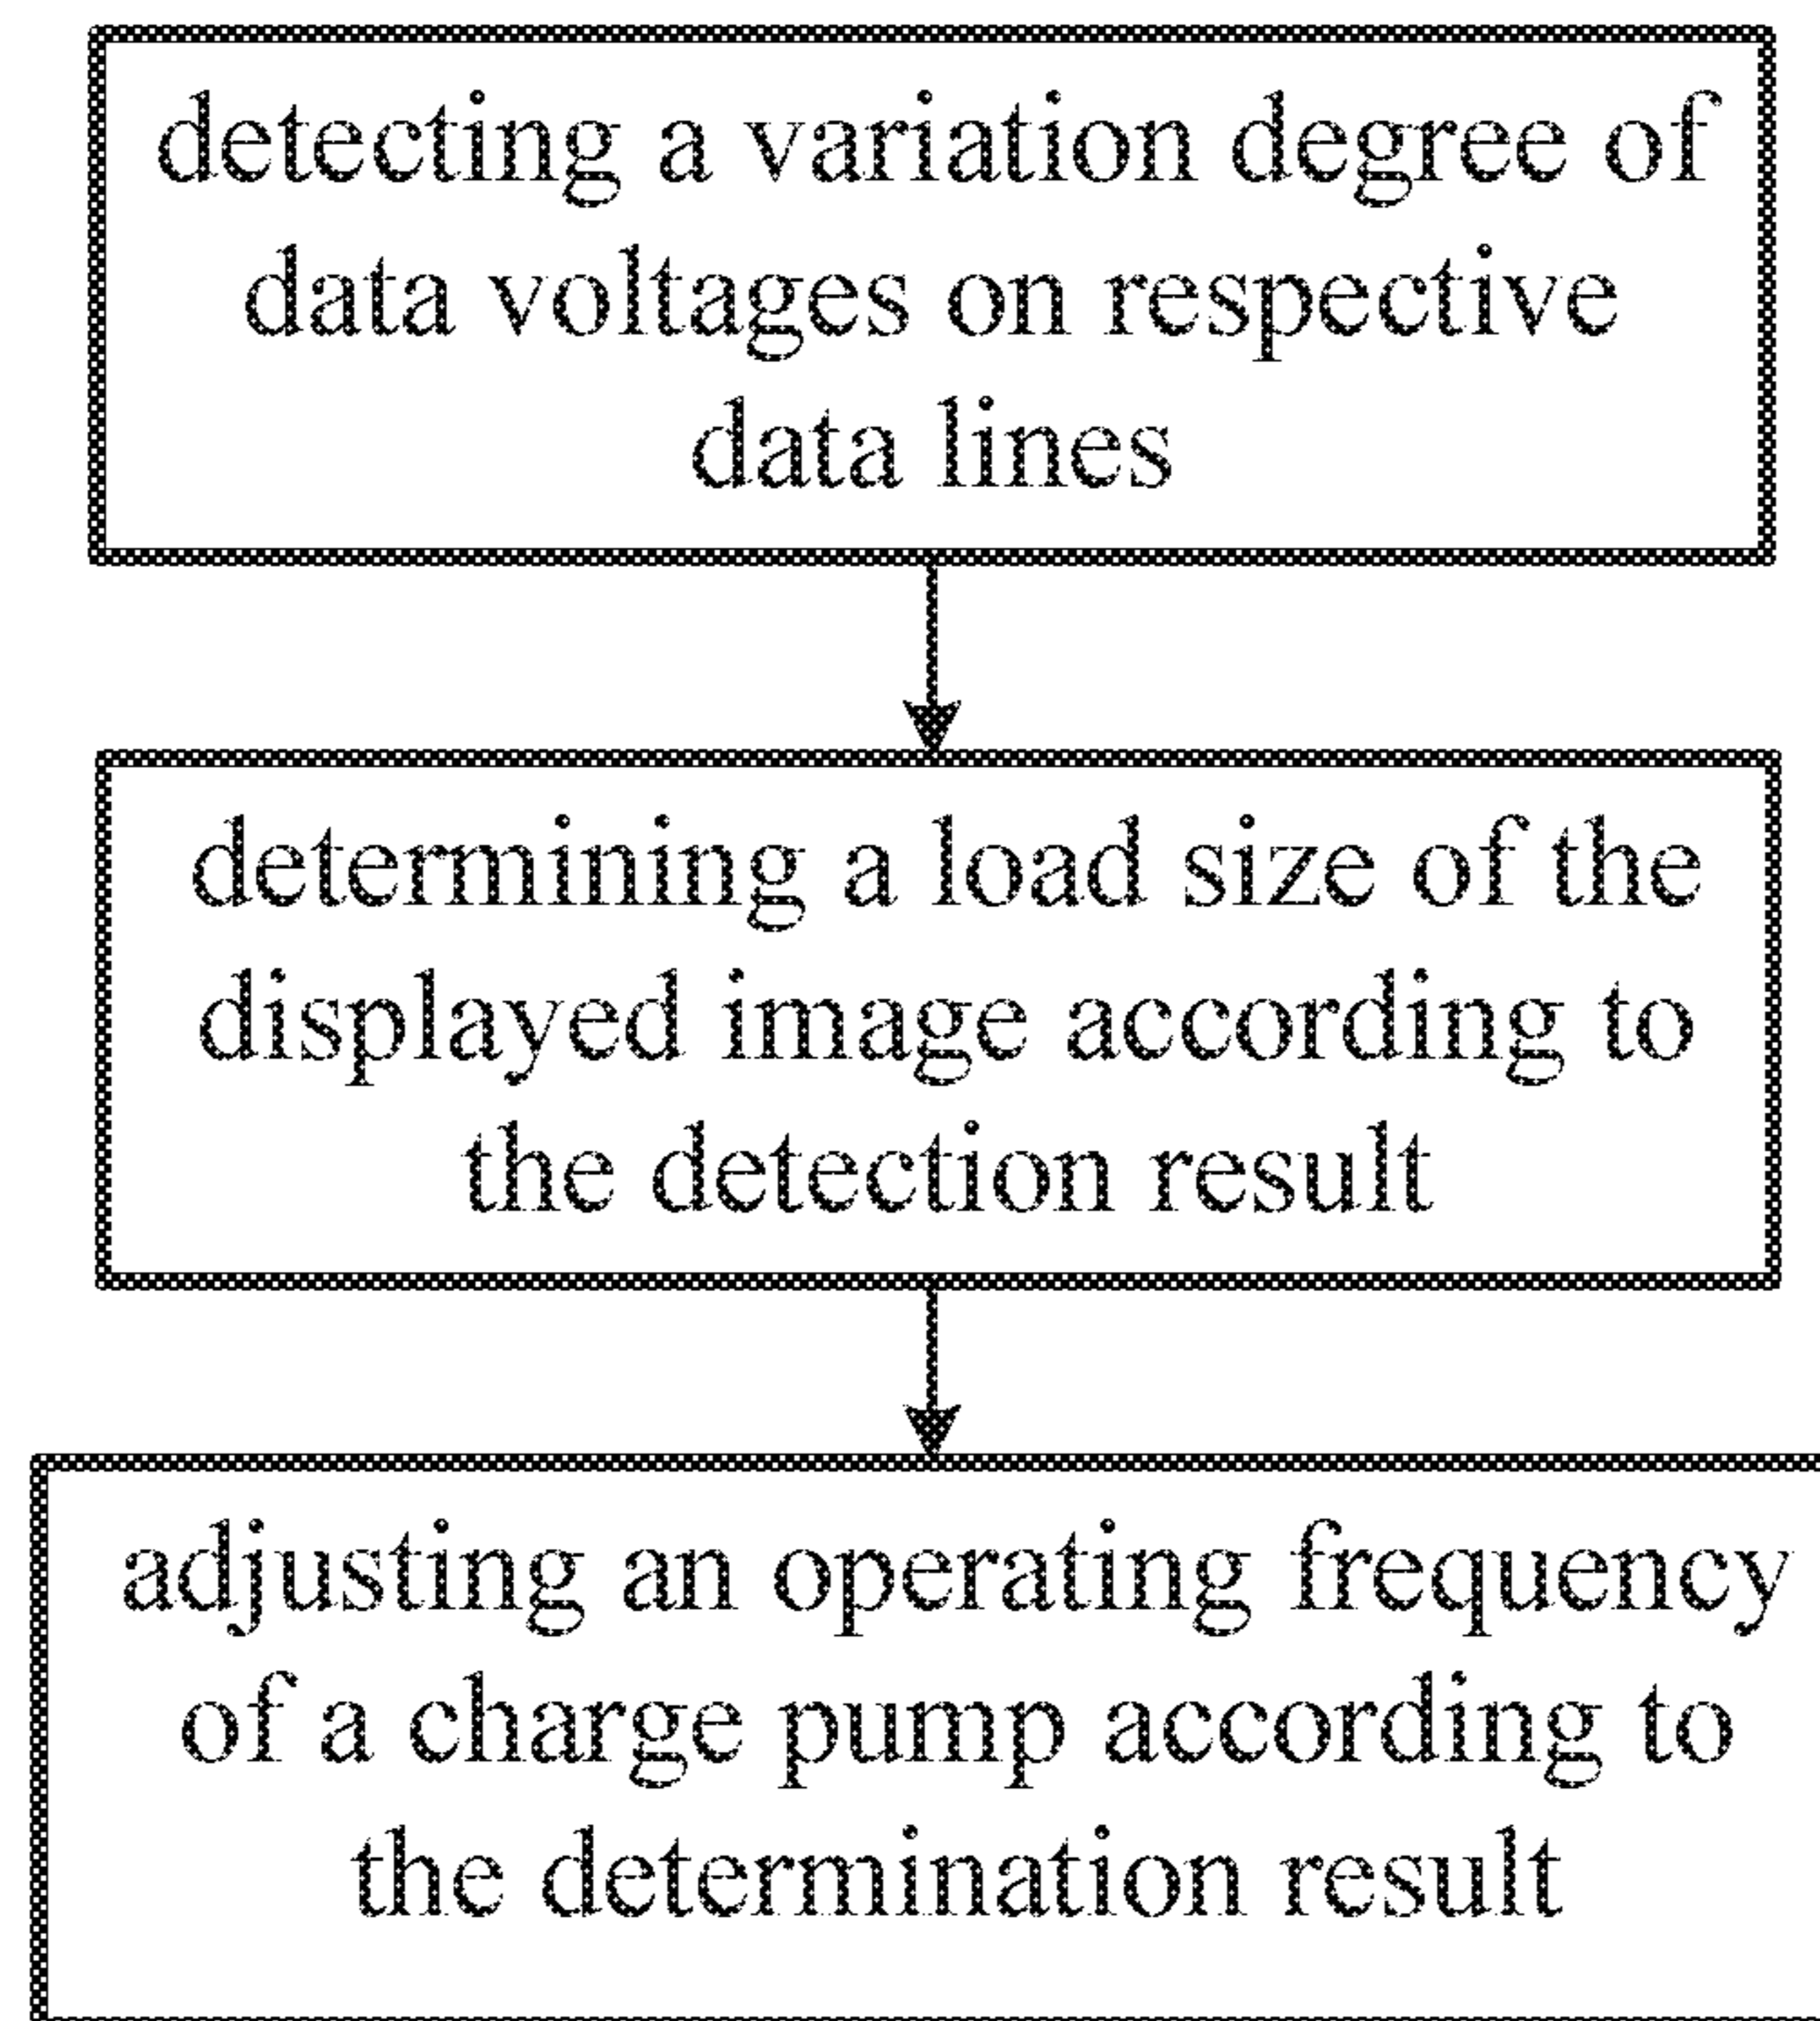 detecting a variation degree of
data voltages on respective
data lines
determining a load size of the
displayed image according to
the detection result
adjusting an operating frequency
of a charge pump according to
the determination result